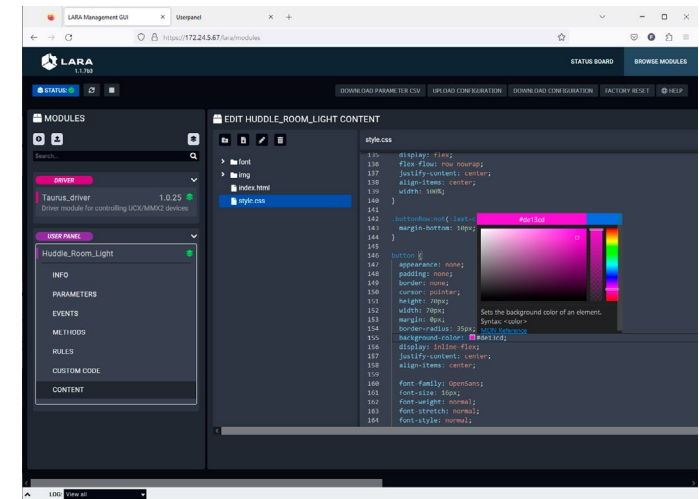 LARA Management GUI
Userpanel
https://172.24.5.67/lara/modules
LARA
1.1.7b3
STATUS BOARD
BROWSE MODULES
STATUS:
DOWNLOAD PARAMETER CSV
UPLOAD CONFIGURATION
DOWNLOAD CONFIGURATION
FACTORY RESET
HELP
MODULES
Search...
DRIVER
Taurus_driver 1.0.25
Driver module for controlling UCX/MMX2 devices
USER PANEL
Huddle_Room_Light
INFO
PARAMETERS
EVENTS
METHODS
RULES
CUSTOM CODE
CONTENT
EDIT HUDDLE_ROOM_LIGHT CONTENT
font
img
index.html
style.css
style.css
135 display: flex;
136 flex-flow: row nowrap;
137 justify-content: center;
138 align-items: center;
139 width: 100%;
140 }
141
142 .buttonRow:not(:last-c
143 margin-bottom: 10px;
144 }
145
146 button {
147 appearance: none;
148 padding: none;
149 border: none;
150 cursor: pointer;
151 height: 70px;
152 width: 70px;
153 margin: 0px;
154 border-radius: 35px;
155 background-color: #de13cd;
156 display: inline-flex;
157 justify-content: center;
158 align-items: center;
159
160 font-family: OpenSans;
161 font-size: 16px;
162 font-weight: normal;
163 font-stretch: normal;
164 font-style: normal;
#de13cd
Sets the background color of an element.
Syntax: <color>
MDN Reference
LOG: View all